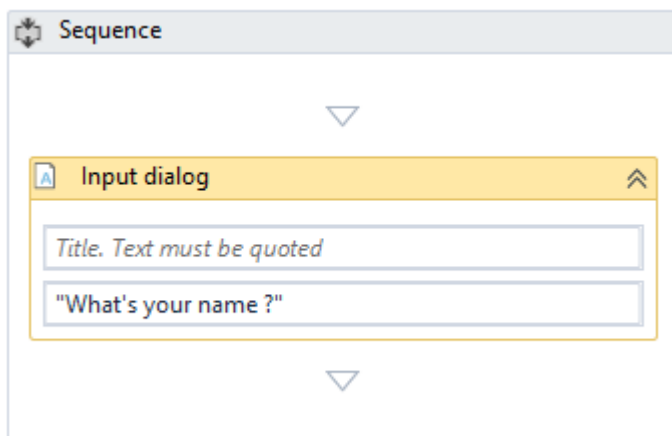 Sequence
Input dialog
Title. Text must be quoted
"What's your name ?"